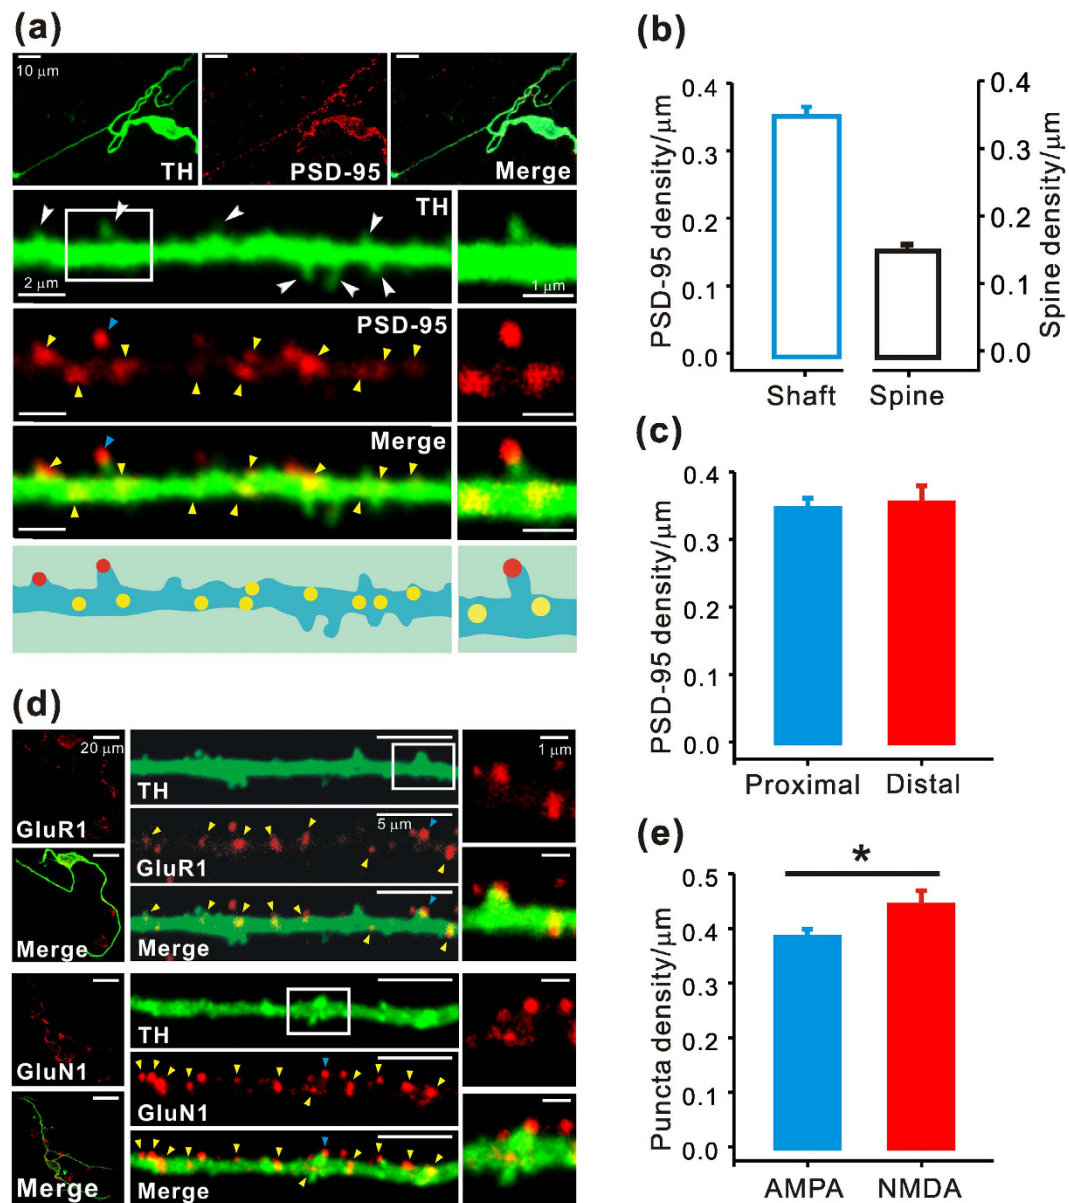 (a)
10 μm
TH
PSD-95
Merge
TH
2 μm
1 μm
PSD-95
Merge
(b)
PSD-95 density/μm
0.4
0.3
0.2
0.1
0.0
Shaft
Spine
0.4
0.3
0.2
0.1
0.0
Spine density/μm
(c)
PSD-95 density/μm
0.4
0.3
0.2
0.1
0.0
Proximal
Distal
(d)
20 μm
GluR1
Merge
TH
5 μm
GluR1
Merge
1 μm
GluN1
Merge
TH
GluN1
Merge
(e)
*
Puncta density/μm
0.5
0.4
0.3
0.2
0.1
0.0
AMPA
NMDA